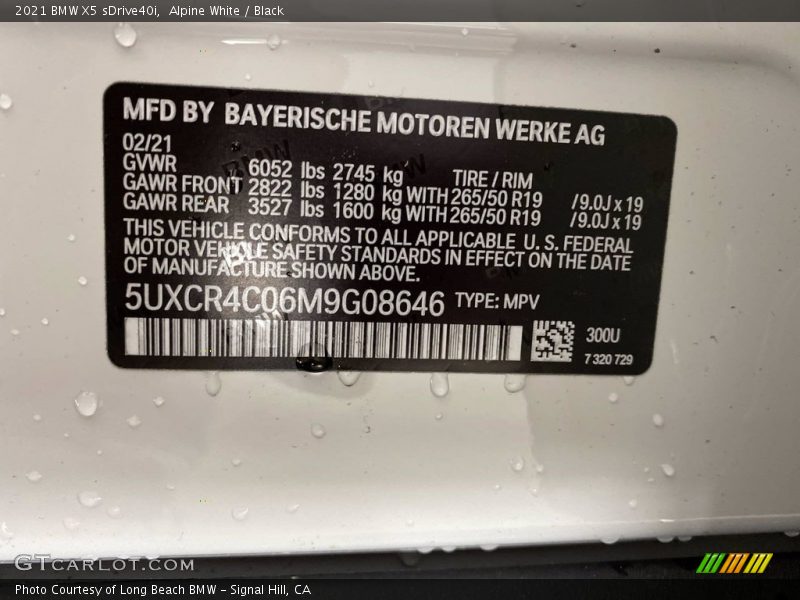 2021 BMW X5 sDrive40i,  Alpine White / Black
MFD BY BAYERISCHE MOTOREN WERKE AG
02/21
GVWR 6052 lbs 2745 kg TIRE / RIM
GAWR FRONT 2822 lbs 1280 kg WITH 265/50 R19 /9.0J x 19
GAWR REAR 3527 lbs 1600 kg WITH 265/50 R19 /9.0J x 19
THIS VEHICLE CONFORMS TO ALL APPLICABLE U. S. FEDERAL
MOTOR VEHICLE SAFETY STANDARDS IN EFFECT ON THE DATE
OF MANUFACTURE SHOWN ABOVE.
5UXCR4C06M9G08646 TYPE: MPV
300U
7 320 729
GTCARLOT.COM
Photo Courtesy of Long Beach BMW – Signal Hill, CA